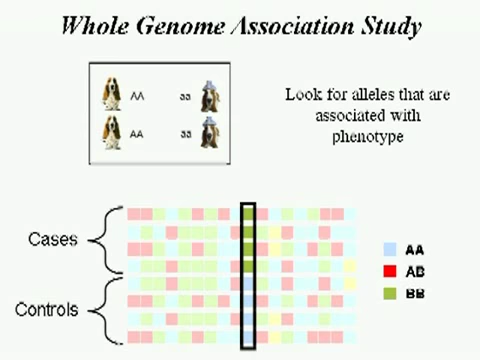 Whole Genome Association Study
AA aa
AA aa
Look for alleles that are
associated with
phenotype
Cases
Controls
AA
AB
BB